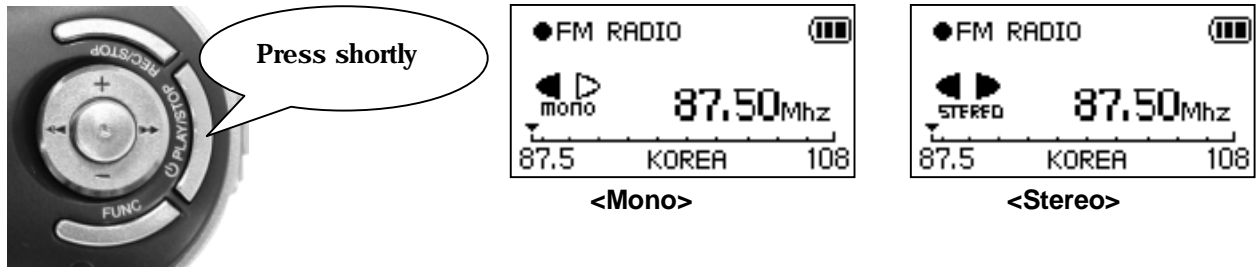 Press shortly
REC/STOP
+
PLAY/STOP
−
FUNC
●FM RADIO
mono
87.50Mhz
87.5 KOREA 108
<Mono>
●FM RADIO
STEREO
87.50Mhz
87.5 KOREA 108
<Stereo>